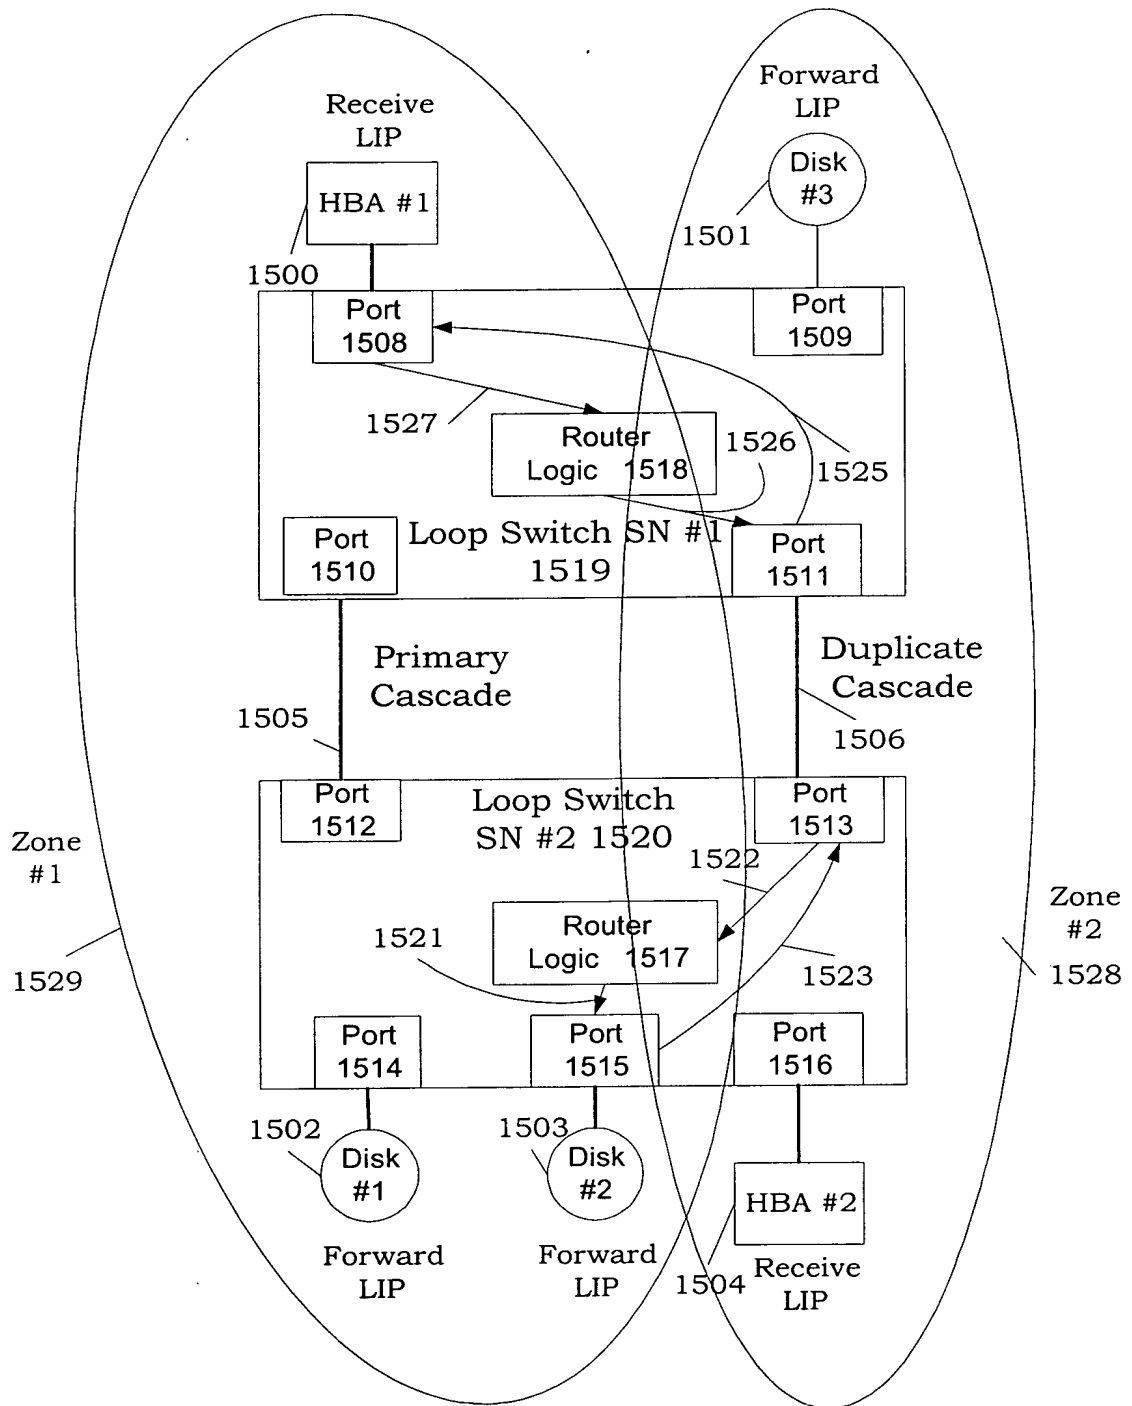 Forward
LIP
Receive
LIP
Disk
#3
HBA #1
1501
1500
Port
1508
Port
1509
1527
1526
Router
Logic 1518
1525
Loop Switch SN #1
1519
Port
1510
Port
1511
Primary
Cascade
Duplicate
Cascade
1505
1506
Port
1512
Loop Switch
SN #2 1520
Port
1513
Zone
#1
1522
Zone
#2
1521
Router
Logic 1517
1523
1529
1528
Port
1514
Port
1515
Port
1516
1502
1503
Disk
#1
Disk
#2
HBA #2
Forward
LIP
Forward
LIP
1504
Receive
LIP